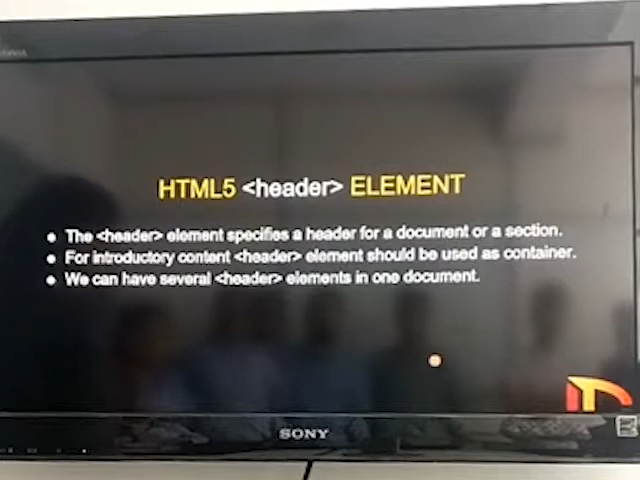 HTML5 <header> ELEMENT
● The <header> element specifies a header for a document or a section.
● For introductory content <header> element should be used as container.
● We can have several <header> elements in one document.
SONY